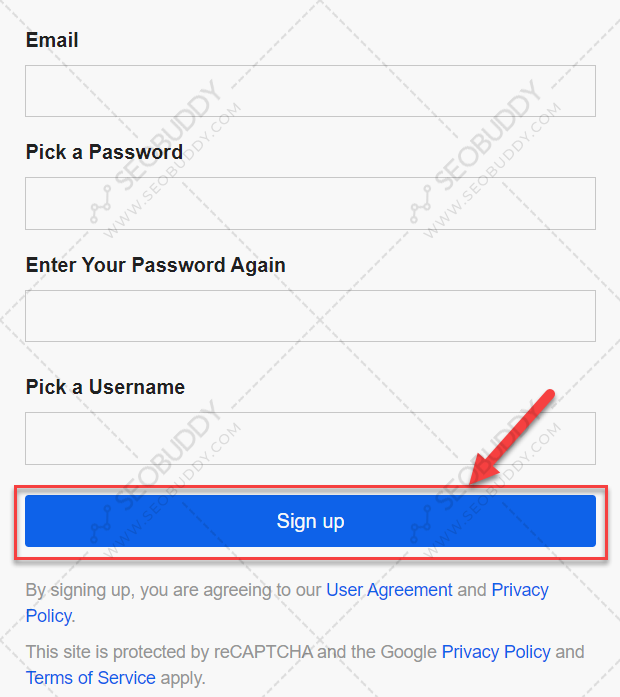 Email
SEOBUDDY
WWW.SEOBUDDY.COM
SEOBUDDY
WWW.SEOBUDDY.COM
Pick a Password
Enter Your Password Again
Pick a Username
SEOBUDDY
WWW.SEOBUDDY.COM
SEOBUDDY
WWW.SEOBUDDY.COM
Sign up
By signing up, you are agreeing to our User Agreement and Privacy
Policy.
This site is protected by reCAPTCHA and the Google Privacy Policy and
Terms of Service apply.